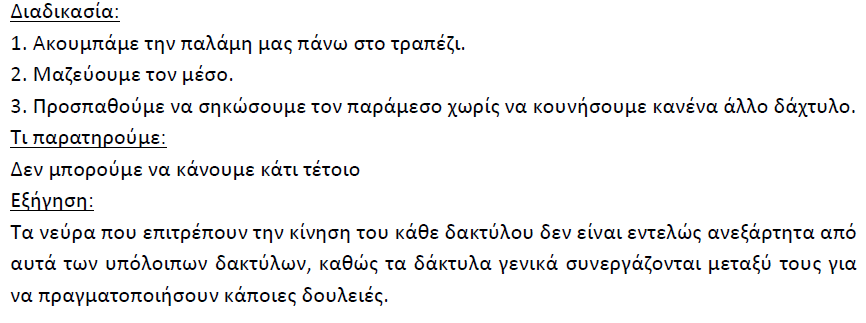 Διαδικασία:
1. Ακουμπάμε την παλάμη μας πάνω στο τραπέζι.
2. Μαζεύουμε τον μέσο.
3. Προσπαθούμε να σηκώσουμε τον παράμεσο χωρίς να κουνήσουμε κανένα άλλο δάχτυλο.
Τι παρατηρούμε:
Δεν μπορούμε να κάνουμε κάτι τέτοιο
Εξήγηση:
Τα νεύρα που επιτρέπουν την κίνηση του κάθε δακτύλου δεν είναι εντελώς ανεξάρτητα από
αυτά των υπόλοιπων δακτύλων, καθώς τα δάκτυλα γενικά συνεργάζονται μεταξύ τους για
να πραγματοποιήσουν κάποιες δουλειές.